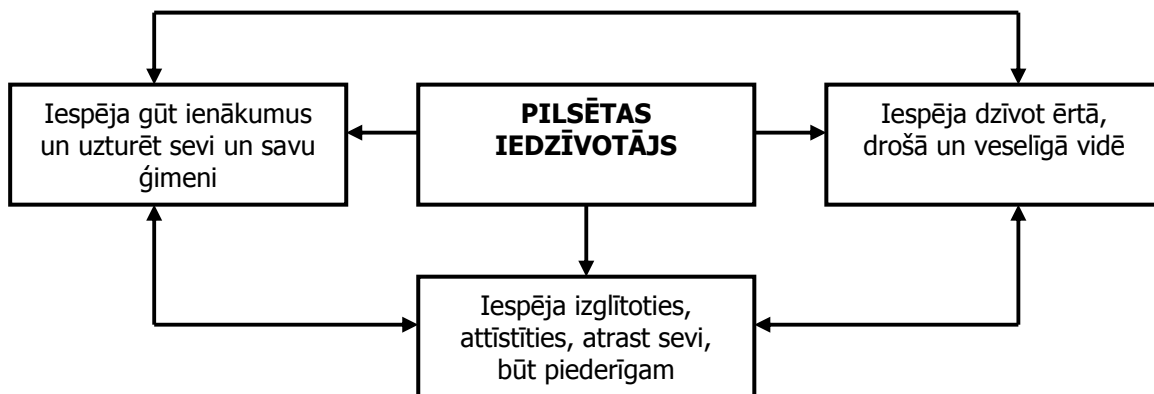 Iespēja gūt ienākumus
un uzturēt sevi un savu
ģimeni
PILSĒTAS
IEDZĪVOTĀJS
Iespēja dzīvot ērtā,
drošā un veselīgā vidē
Iespēja izglītoties,
attīstīties, atrast sevi,
būt piederīgam